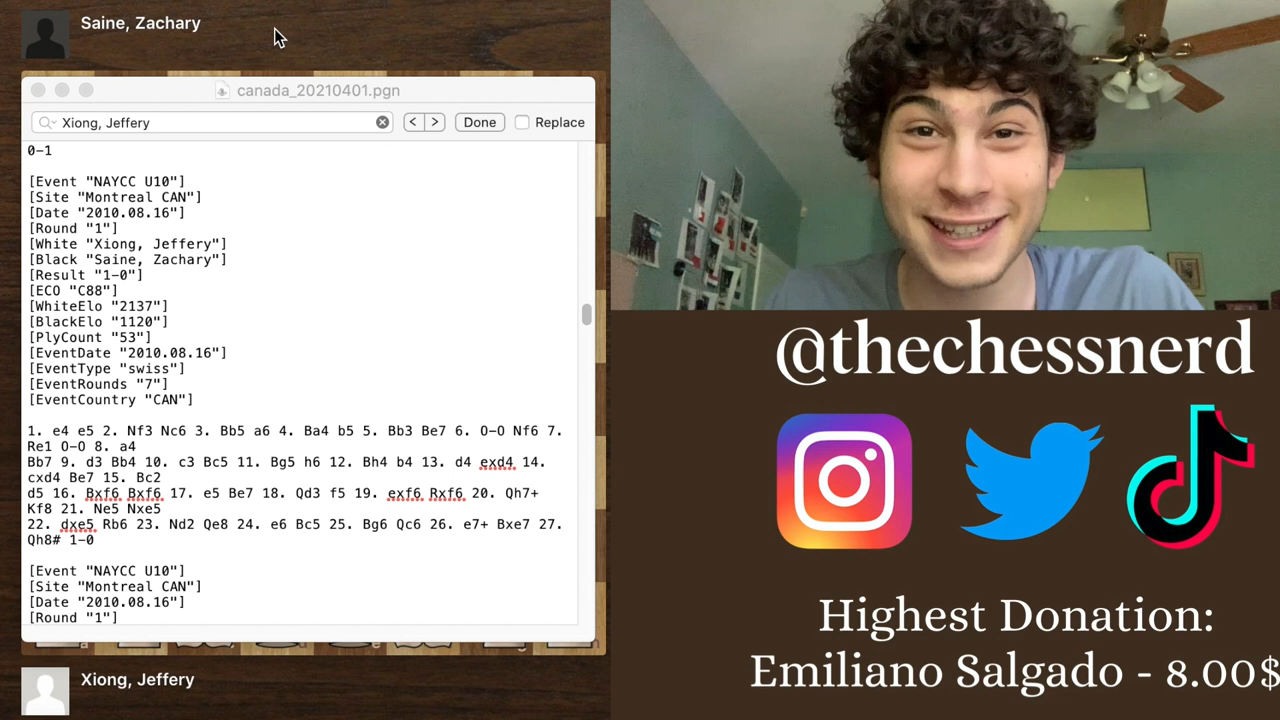 Saine, Zachary
canada_20210401.pgn
Xiong, Jeffery
< > Done Replace
0-1
[Event "NAYCC U10"]
[Site "Montreal CAN"]
[Date "2010.08.16"]
[Round "1"]
[White "Xiong, Jeffery"]
[Black "Saine, Zachary"]
[Result "1-0"]
[ECO "C88"]
[WhiteElo "2137"]
[BlackElo "1120"]
[PlyCount "53"]
[EventDate "2010.08.16"]
[EventType "swiss"]
[EventRounds "7"]
[EventCountry "CAN"]
1. e4 e5 2. Nf3 Nc6 3. Bb5 a6 4. Ba4 b5 5. Bb3 Be7 6. O-O Nf6 7.
Re1 O-O 8. a4
Bb7 9. d3 Bb4 10. c3 Bc5 11. Bg5 h6 12. Bh4 b4 13. d4 exd4 14.
cxd4 Be7 15. Bc2
d5 16. Bxf6 Bxf6 17. e5 Be7 18. Qd3 f5 19. exf6 Rxf6 20. Qh7+
Kf8 21. Ne5 Nxe5
22. dxe5 Rb6 23. Nd2 Qe8 24. e6 Bc5 25. Bg6 Qc6 26. e7+ Bxe7 27.
Qh8# 1-0
[Event "NAYCC U10"]
[Site "Montreal CAN"]
[Date "2010.08.16"]
[Round "1"]
Xiong, Jeffery
@thechessnerd
Highest Donation:
Emiliano Salgado - 8.00$